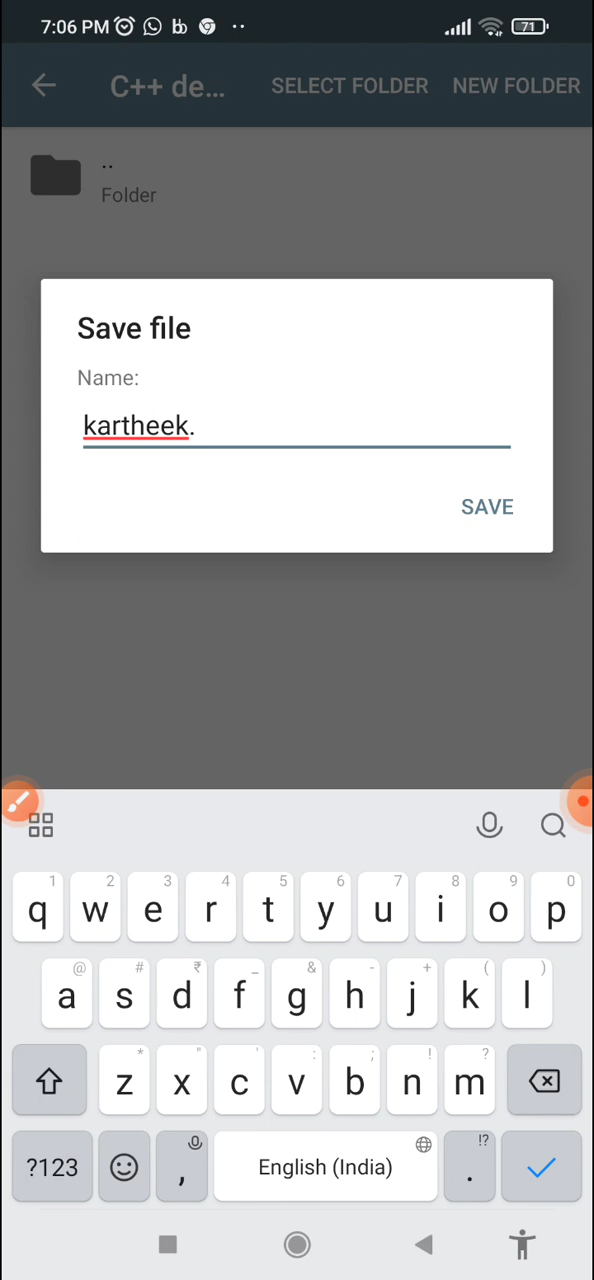 7:06 PM 71
C++ de... SELECT FOLDER NEW FOLDER
..
Folder
Save file
Name:
kartheek.
SAVE
1 2 3 4 5 6 7 8 9 0
q w e r t y u i o p
@ # ₹ _ & - + ( )
a s d f g h j k l
* " ' : ; ! ?
z x c v b n m
!?
?123 , English (India) .